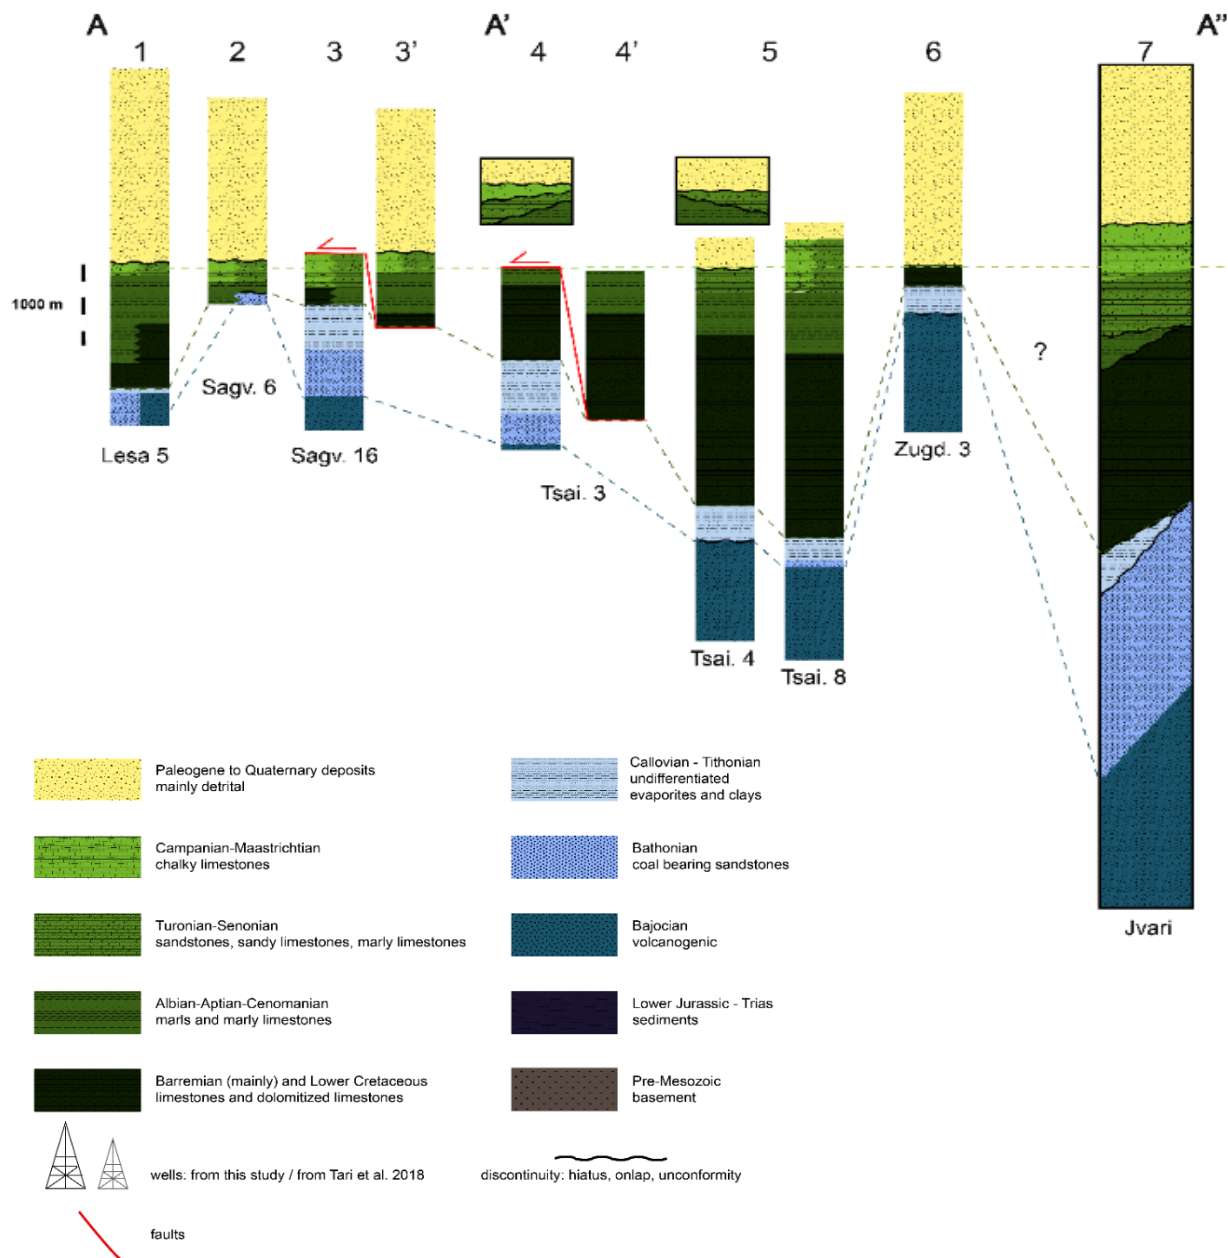 A A' A"
1 2 3 3' 4 4' 5 6 7
1000 m
?
Sagv. 6
Lesa 5
Sagv. 16
Tsai. 3
Zugd. 3
Tsai. 4
Tsai. 8
Jvari
Paleogene to Quaternary deposits
mainly detrital
Campanian-Maastrichtian
chalky limestones
Turonian-Senonian
sandstones, sandy limestones, marly limestones
Albian-Aptian-Cenomanian
marls and marly limestones
Barremian (mainly) and Lower Cretaceous
limestones and dolomitized limestones
wells: from this study / from Tari et al. 2018
faults
Callovian - Tithonian
undifferentiated
evaporites and clays
Bathonian
coal bearing sandstones
Bajocian
volcanogenic
Lower Jurassic - Trias
sediments
Pre-Mesozoic
basement
discontinuity: hiatus, onlap, unconformity